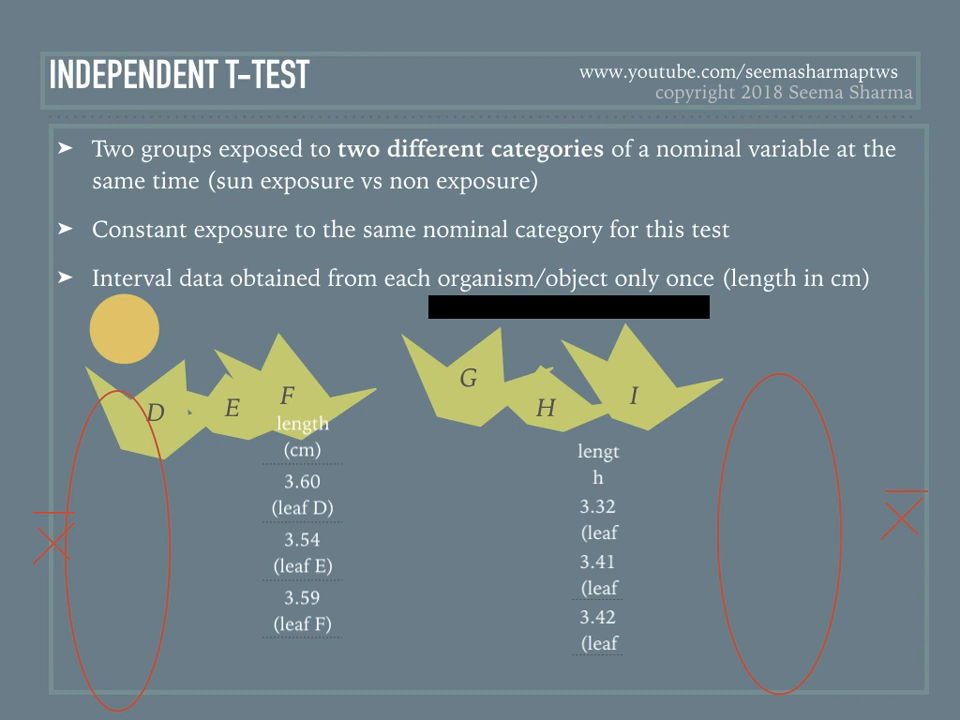 INDEPENDENT T-TEST
www.youtube.com/seemasharmaptws
copyright 2018 Seema Sharma
➤ Two groups exposed to two different categories of a nominal variable at the
same time (sun exposure vs non exposure)
➤ Constant exposure to the same nominal category for this test
➤ Interval data obtained from each organism/object only once (length in cm)
D
E
F
G
H
I
length
(cm)
3.60
(leaf D)
3.54
(leaf E)
3.59
(leaf F)
lengt
h
3.32
(leaf
3.41
(leaf
3.42
(leaf